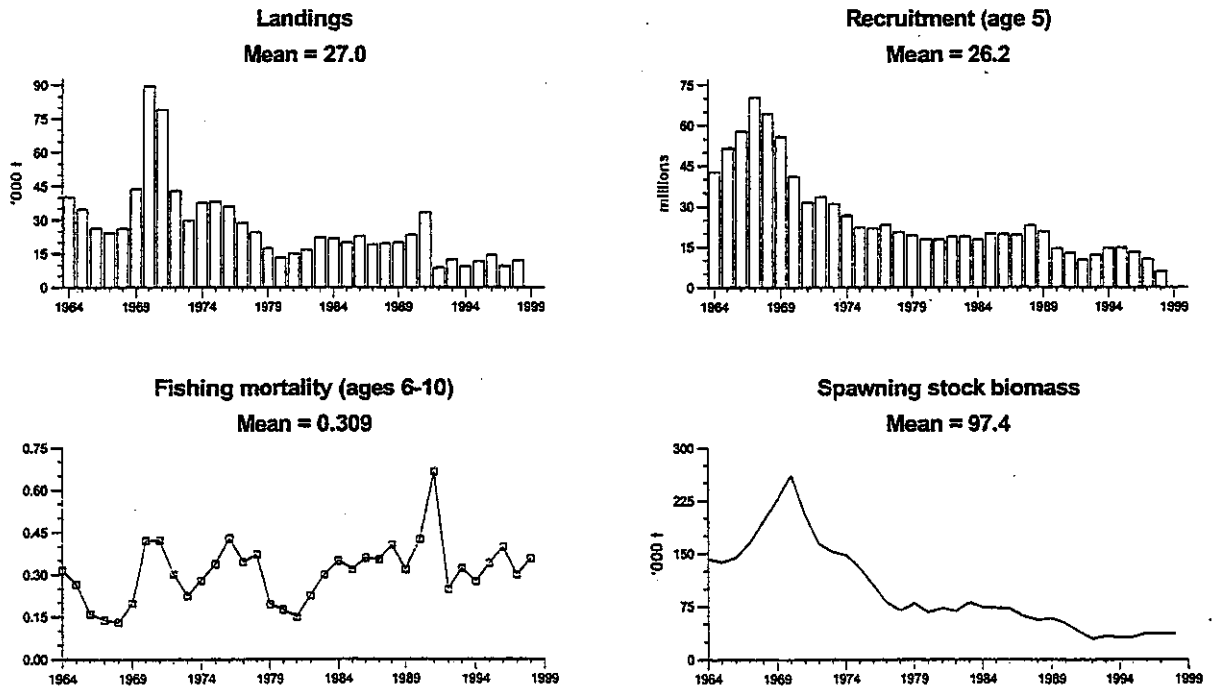 Landings
Mean = 27.0
'000 t
90
75
60
45
30
15
0
1964 1969 1974 1979 1984 1989 1994 1999
Recruitment (age 5)
Mean = 26.2
millions
75
60
45
30
15
0
1964 1969 1974 1979 1984 1989 1994 1999
Fishing mortality (ages 6-10)
Mean = 0.309
0.75
0.60
0.45
0.30
0.15
0.00
1964 1969 1974 1979 1984 1989 1994 1999
Spawning stock biomass
Mean = 97.4
'000 t
300
225
150
75
0
1964 1969 1974 1979 1984 1989 1994 1999